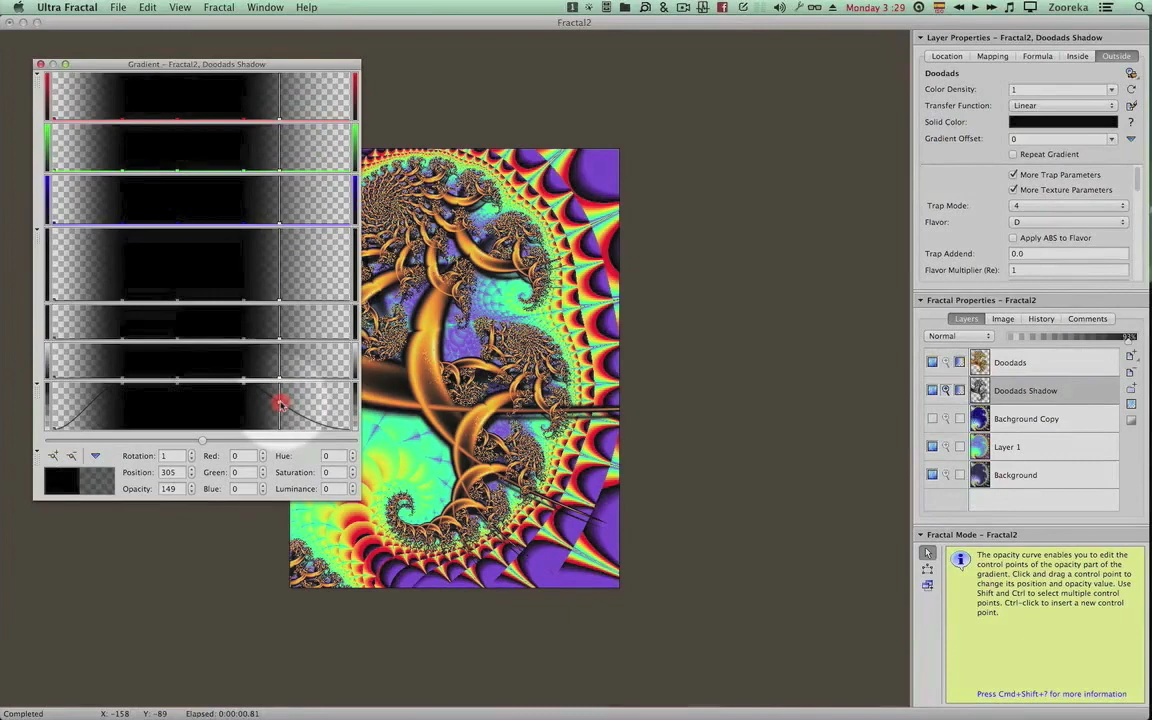 Ultra Fractal File Edit View Fractal Window Help
Monday 3 :29 Zooreka
Fractal2
Gradient – Fractal2, Doodads Shadow
Rotation: 1 Red: 0 Hue: 0
Position: 305 Green: 0 Saturation: 0
Opacity: 149 Blue: 0 Luminance: 0
Layer Properties – Fractal2, Doodads Shadow
Location Mapping Formula Inside Outside
Doodads
Color Density: 1
Transfer Function: Linear
Solid Color:
Gradient Offset: 0
Repeat Gradient
More Trap Parameters
More Texture Parameters
Trap Mode: 4
Flavor: D
Apply ABS to Flavor
Trap Addend: 0.0
Flavor Multiplier (Re): 1
Fractal Properties – Fractal2
Layers Image History Comments
Normal
Doodads
Doodads Shadow
Background Copy
Layer 1
Background
Fractal Mode – Fractal2
The opacity curve enables you to edit the
control points of the opacity part of the
gradient. Click and drag a control point to
change its position and opacity value. Use
Shift and Ctrl to select multiple control
points. Ctrl-click to insert a new control
point.
Press Cmd+Shift+? for more information
Completed X: -158 Y: -89 Elapsed: 0:00:00.81